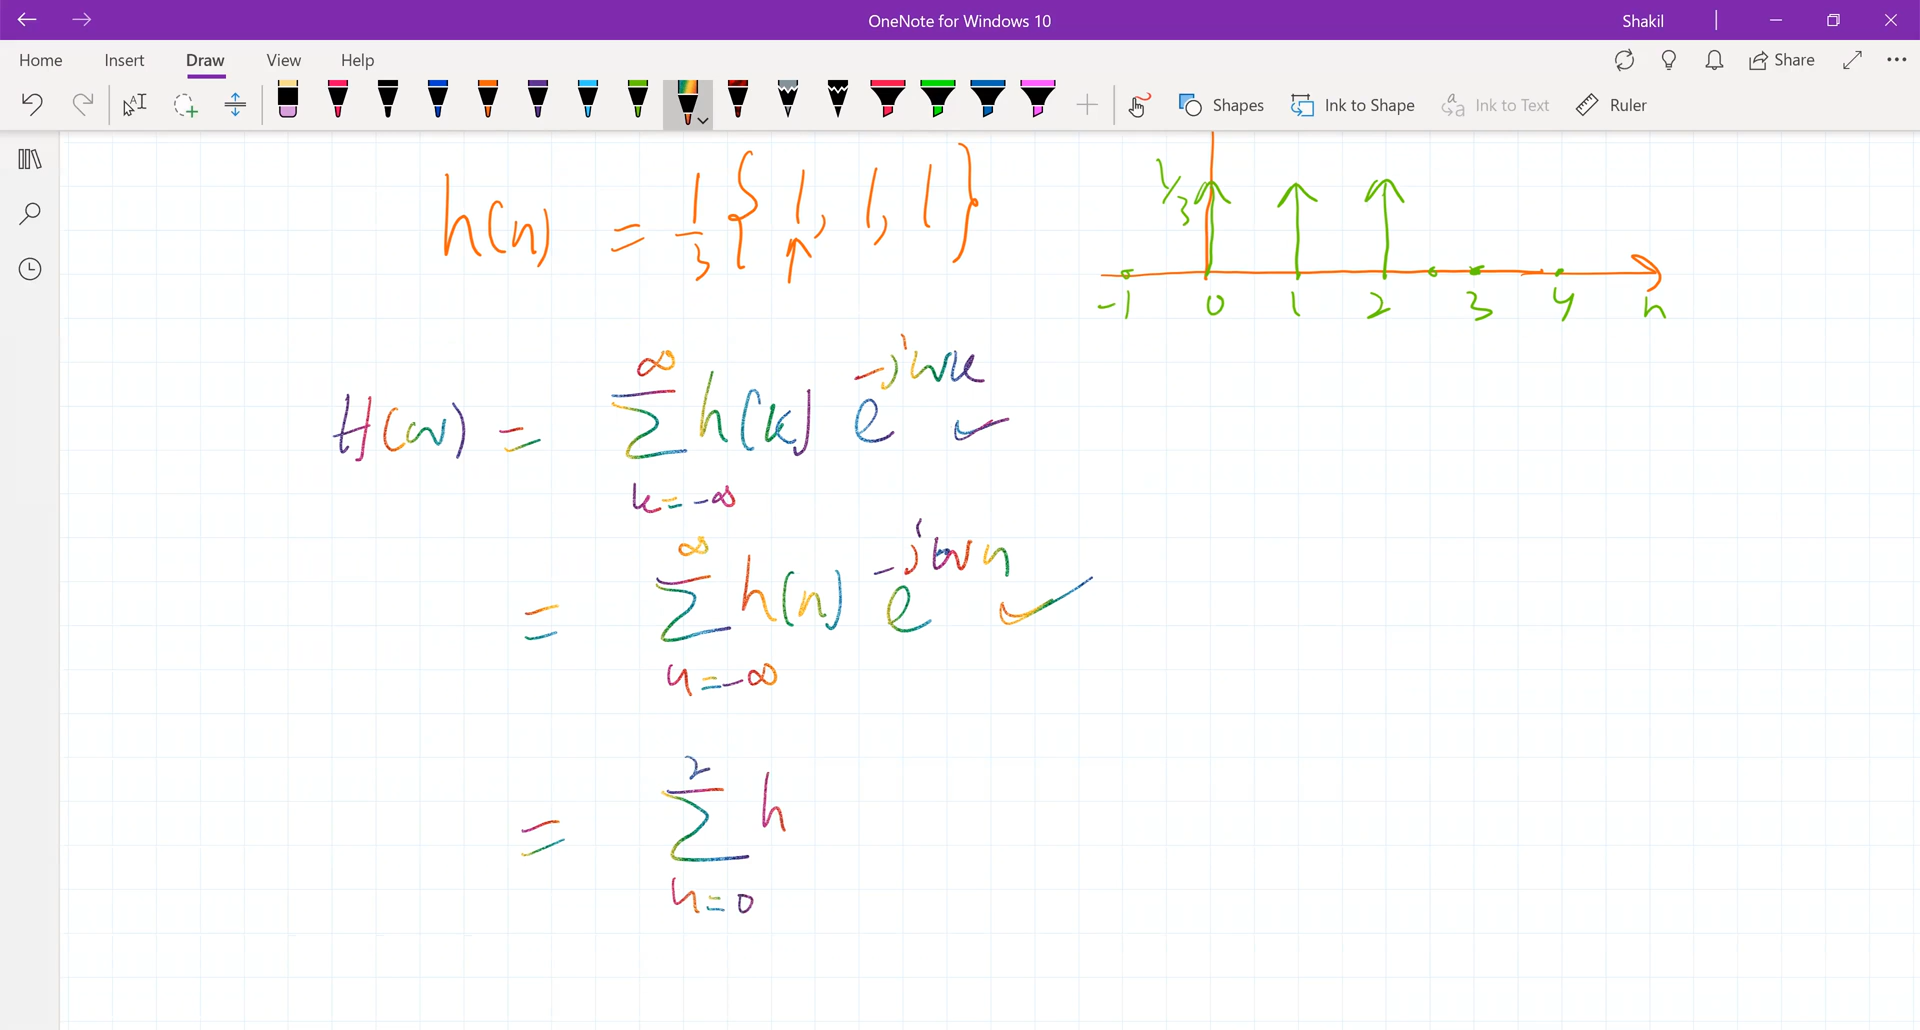 OneNote for Windows 10
Shakil
Home Insert Draw View Help
Share
Shapes Ink to Shape Ink to Text Ruler
h(n) = 1/3 { 1, 1, 1 }
↑
1/3
-1 0 1 2 3 4 n
H(ω) = ∑ h(k) e^-jωk ✓
∞
k=-∞
= ∑ h(n) e^-jωn ✓
∞
n=-∞
= ∑ h
2
n=0